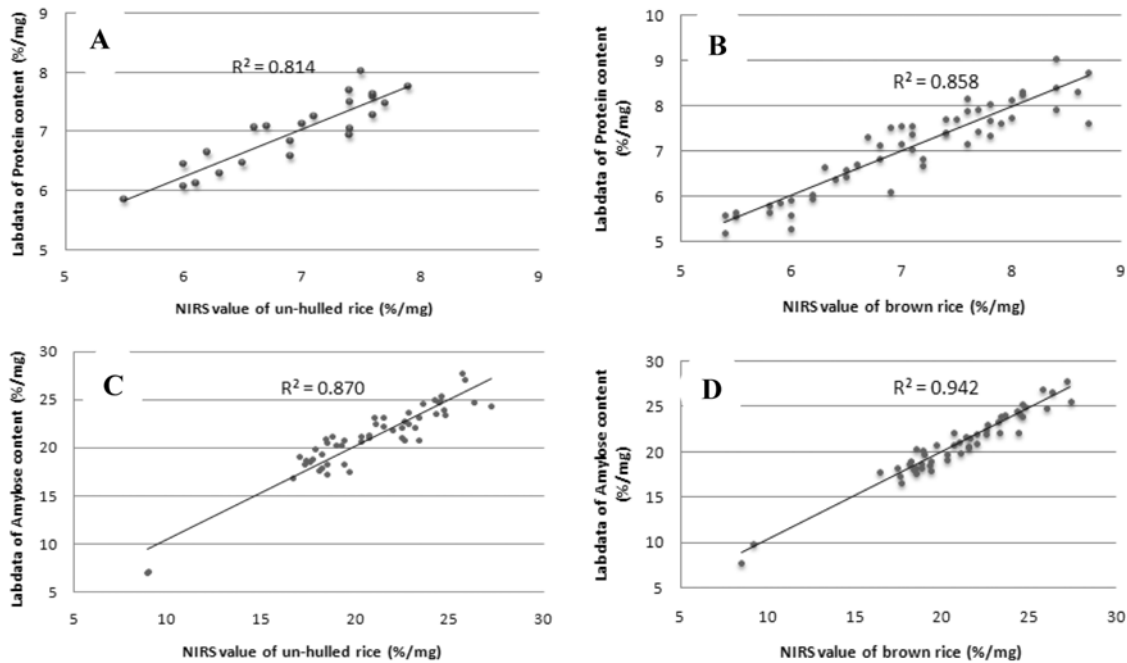 A
R² = 0.814
Labdata of Protein content (%/mg)
9
8
7
6
5
5 6 7 8 9
NIRS value of un-hulled rice (%/mg)
B
R² = 0.858
Labdata of Protein content
(%/mg)
10
9
8
7
6
5
5 6 7 8 9
NIRS value of brown rice (%/mg)
C
R² = 0.870
Labdata of Amylose content (%/mg)
30
25
20
15
10
5
5 10 15 20 25 30
NIRS value of un-hulled rice (%/mg)
D
R² = 0.942
Labdata of Amylose content
(%/mg)
30
25
20
15
10
5
5 10 15 20 25 30
NIRS value of brown rice (%/mg)